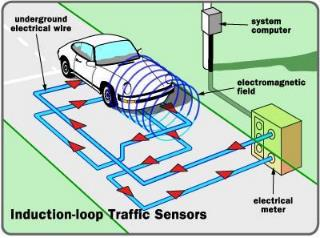 underground
electrical wire
system
computer
electromagnetic
field
electrical
meter
Induction-loop Traffic Sensors